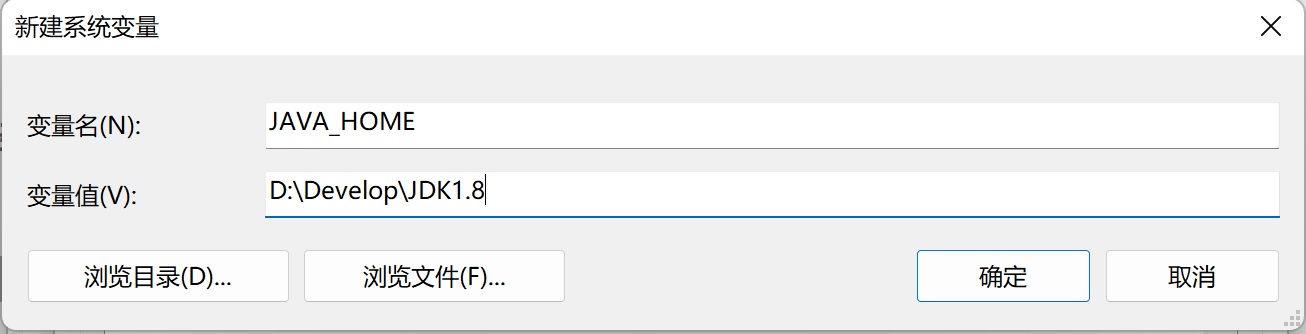 新建系统变量
变量名(N):
JAVA_HOME
变量值(V):
D:\Develop\JDK1.8
浏览目录(D)...
浏览文件(F)...
确定
取消